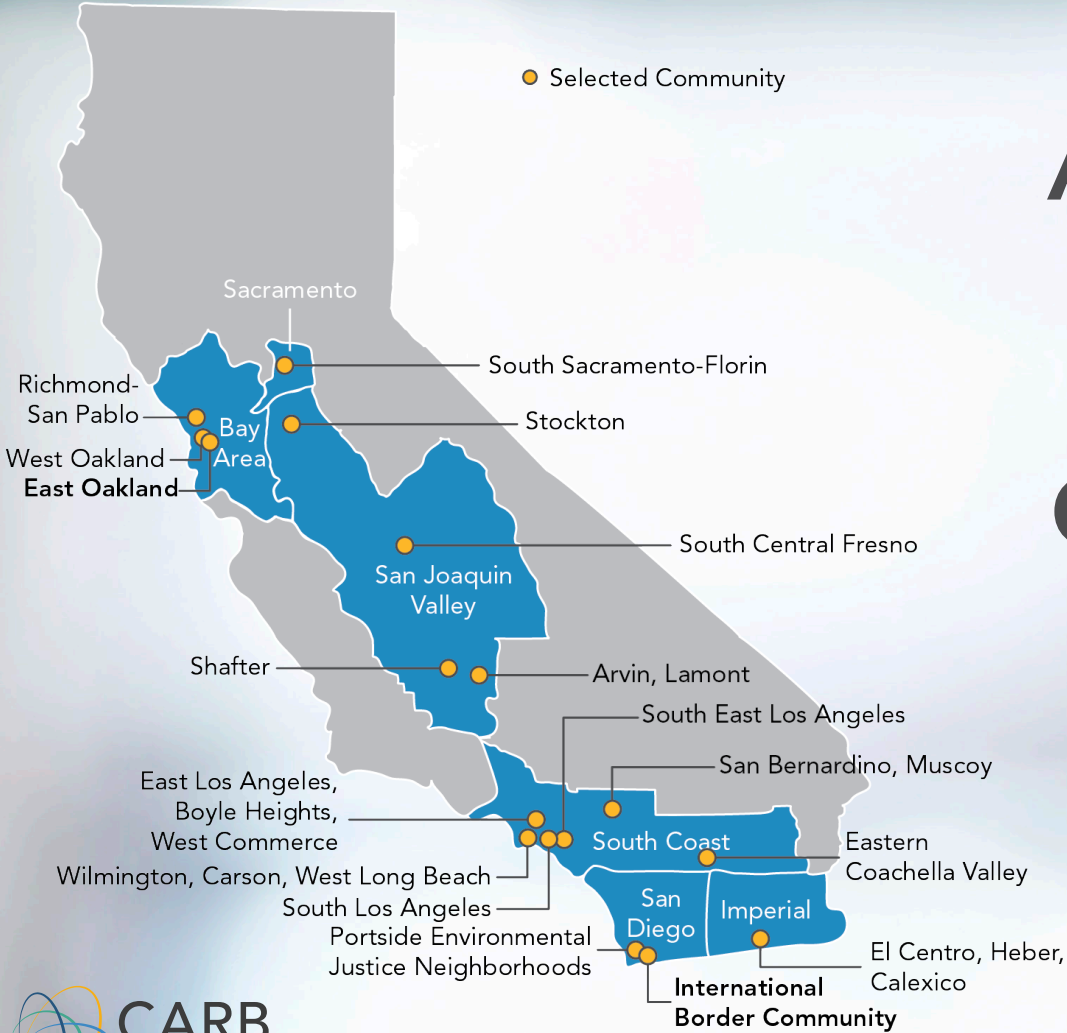 Selected Community
Sacramento
South Sacramento-Florin
Richmond-
San Pablo
Stockton
Bay
Area
West Oakland
East Oakland
South Central Fresno
San Joaquin
Valley
Shafter
Arvin, Lamont
South East Los Angeles
San Bernardino, Muscoy
East Los Angeles,
Boyle Heights,
West Commerce
South Coast
Eastern
Coachella Valley
Wilmington, Carson, West Long Beach
South Los Angeles
San
Diego
Imperial
Portside Environmental
Justice Neighborhoods
El Centro, Heber,
Calexico
International
Border Community
CARB